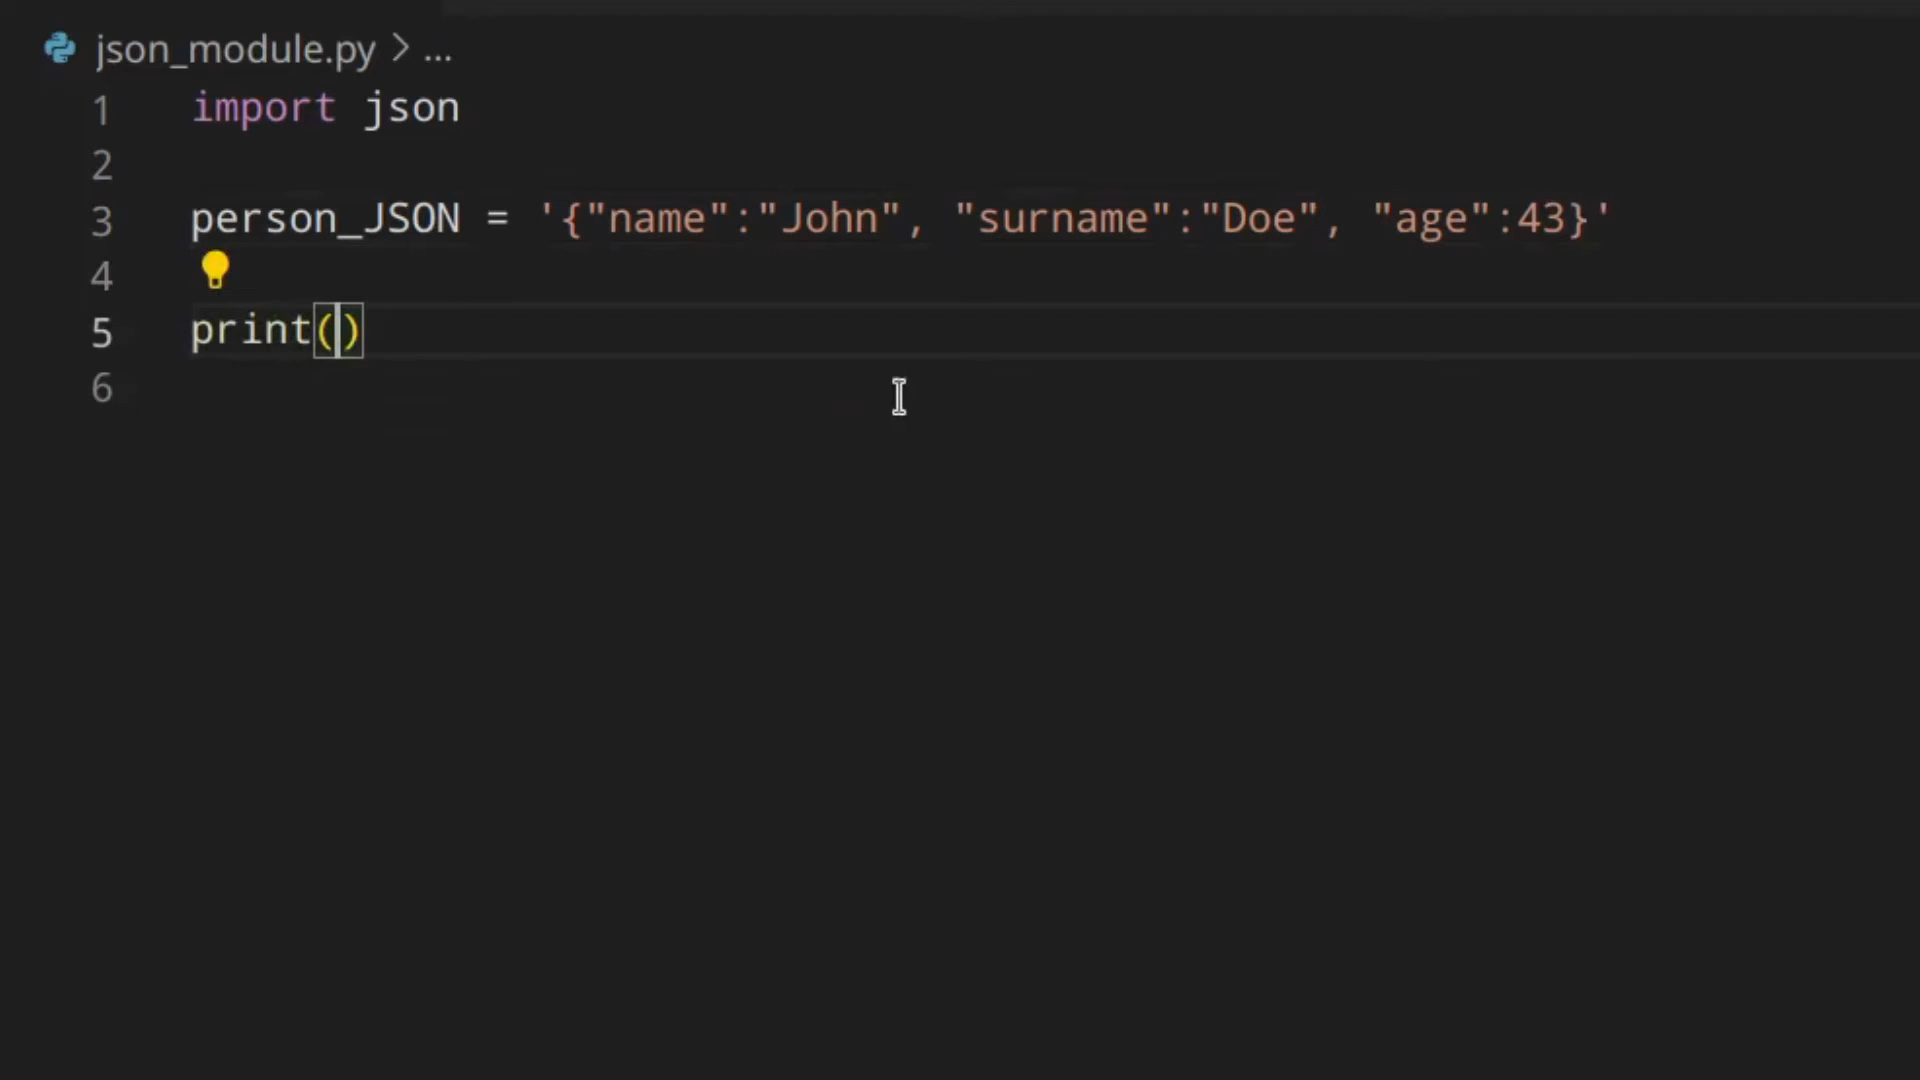 json_module.py > ...
1 import json
2
3 person_JSON = '{"name":"John", "surname":"Doe", "age":43}'
4
5 print()
6